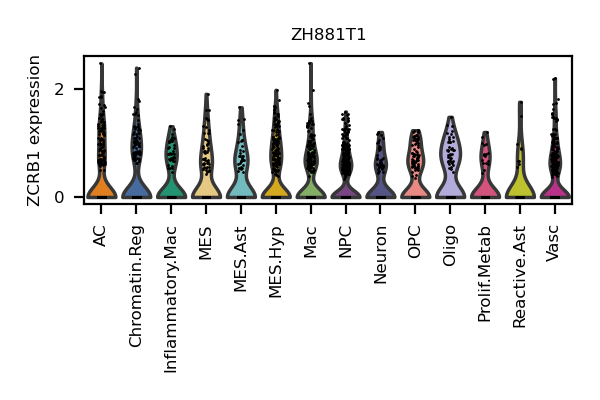 ZH881T1
ZCRB1 expression
2
0
AC
Chromatin.Reg
Inflammatory.Mac
MES
MES.Ast
MES.Hyp
Mac
NPC
Neuron
OPC
Oligo
Prolif.Metab
Reactive.Ast
Vasc